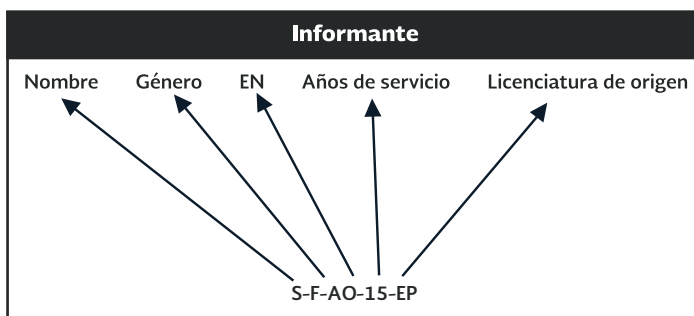 Informante
Nombre Género EN Años de servicio Licenciatura de origen
S-F-AO-15-EP